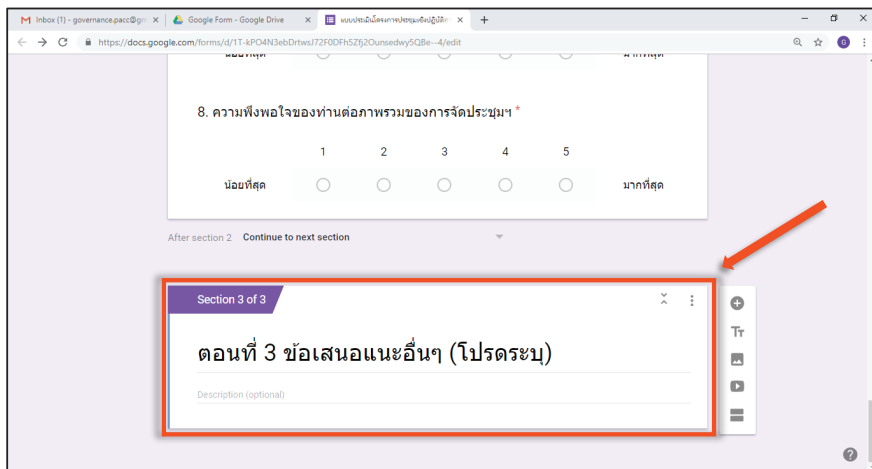 Inbox (1) - governance.pacc@gm
Google Form - Google Drive
แบบประเมินโครงการประชุมเชิงปฏิบัติก
https://docs.google.com/forms/d/1T-kPO4N3ebDrtwsJ72F0DFh5Zfj2Ounsedwy5QBe--4/edit
G
น้อยที่สุด
มากที่สุด
8. ความพึงพอใจของท่านต่อภาพรวมของการจัดประชุมฯ *
1 2 3 4 5
น้อยที่สุด
มากที่สุด
After section 2 Continue to next section
Section 3 of 3
ตอนที่ 3 ข้อเสนอแนะอื่นๆ (โปรดระบุ)
Description (optional)